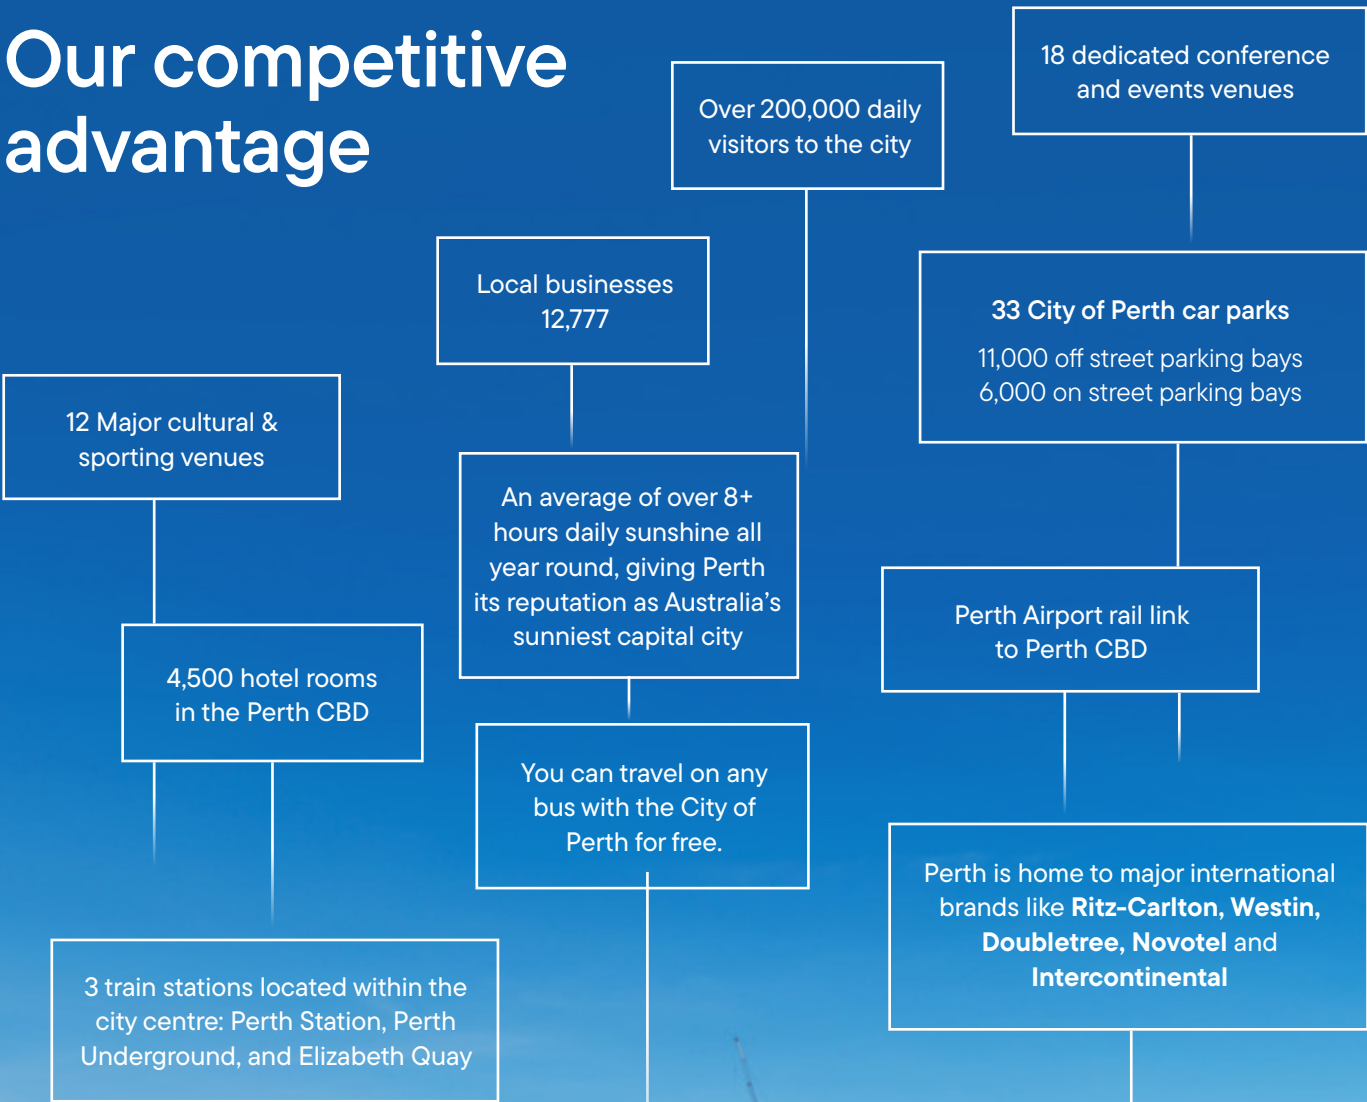 Our competitive
advantage
Over 200,000 daily
visitors to the city
18 dedicated conference
and events venues
Local businesses
12,777
33 City of Perth car parks
11,000 off street parking bays
6,000 on street parking bays
12 Major cultural &
sporting venues
An average of over 8+
hours daily sunshine all
year round, giving Perth
its reputation as Australia’s
sunniest capital city
Perth Airport rail link
to Perth CBD
4,500 hotel rooms
in the Perth CBD
You can travel on any
bus with the City of
Perth for free.
Perth is home to major international
brands like Ritz-Carlton, Westin,
Doubletree, Novotel and
Intercontinental
3 train stations located within the
city centre: Perth Station, Perth
Underground, and Elizabeth Quay